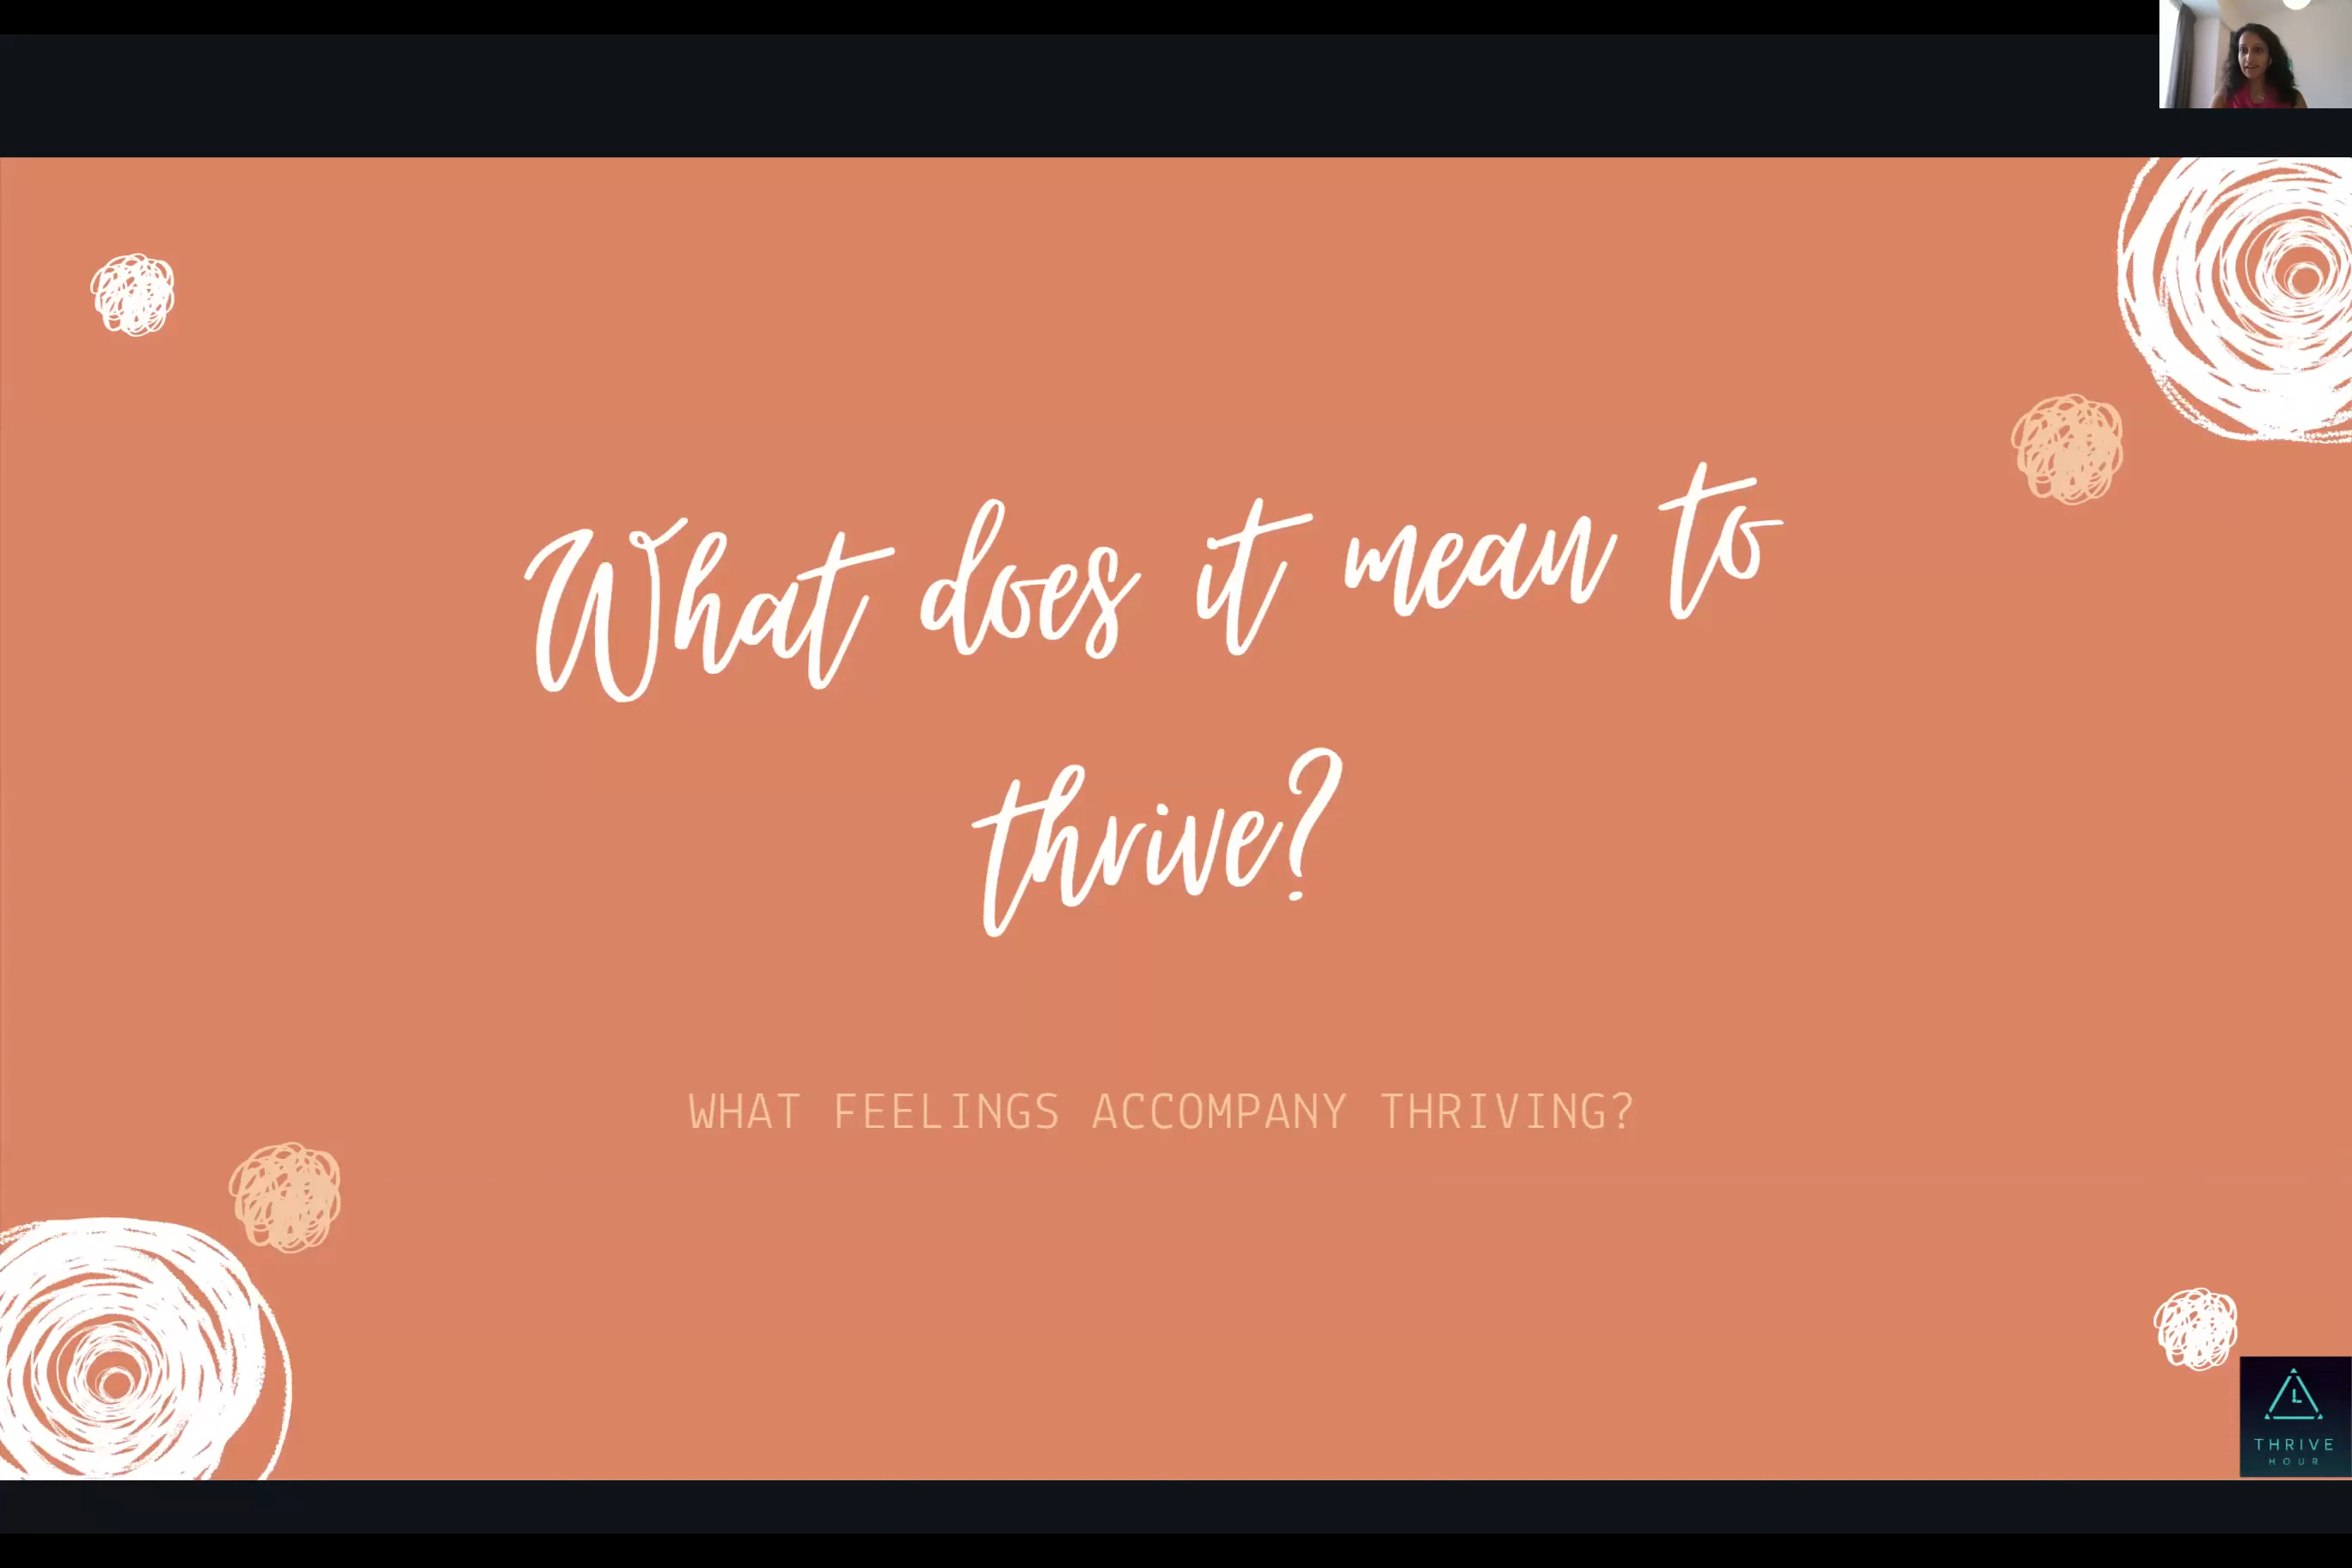 What does it mean to
thrive?
WHAT FEELINGS ACCOMPANY THRIVING?
THRIVE
HOUR